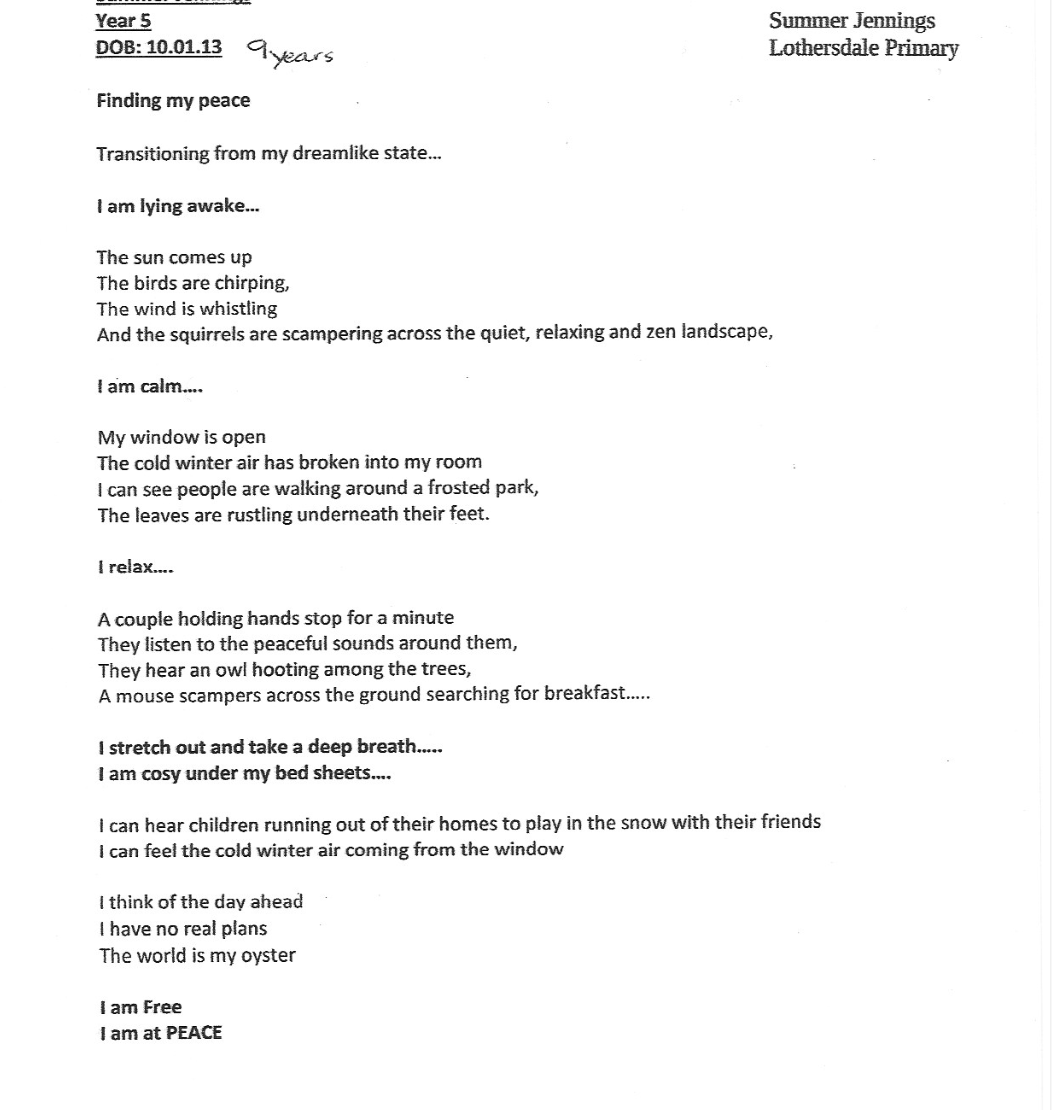 Year 5
Summer Jennings
DOB: 10.01.13 9 years
Lothersdale Primary
Finding my peace
Transitioning from my dreamlike state...
I am lying awake...
The sun comes up
The birds are chirping,
The wind is whistling
And the squirrels are scampering across the quiet, relaxing and zen landscape,
I am calm....
My window is open
The cold winter air has broken into my room
I can see people are walking around a frosted park,
The leaves are rustling underneath their feet.
I relax....
A couple holding hands stop for a minute
They listen to the peaceful sounds around them,
They hear an owl hooting among the trees,
A mouse scampers across the ground searching for breakfast.....
I stretch out and take a deep breath.....
I am cosy under my bed sheets....
I can hear children running out of their homes to play in the snow with their friends
I can feel the cold winter air coming from the window
I think of the day ahead
I have no real plans
The world is my oyster
I am Free
I am at PEACE